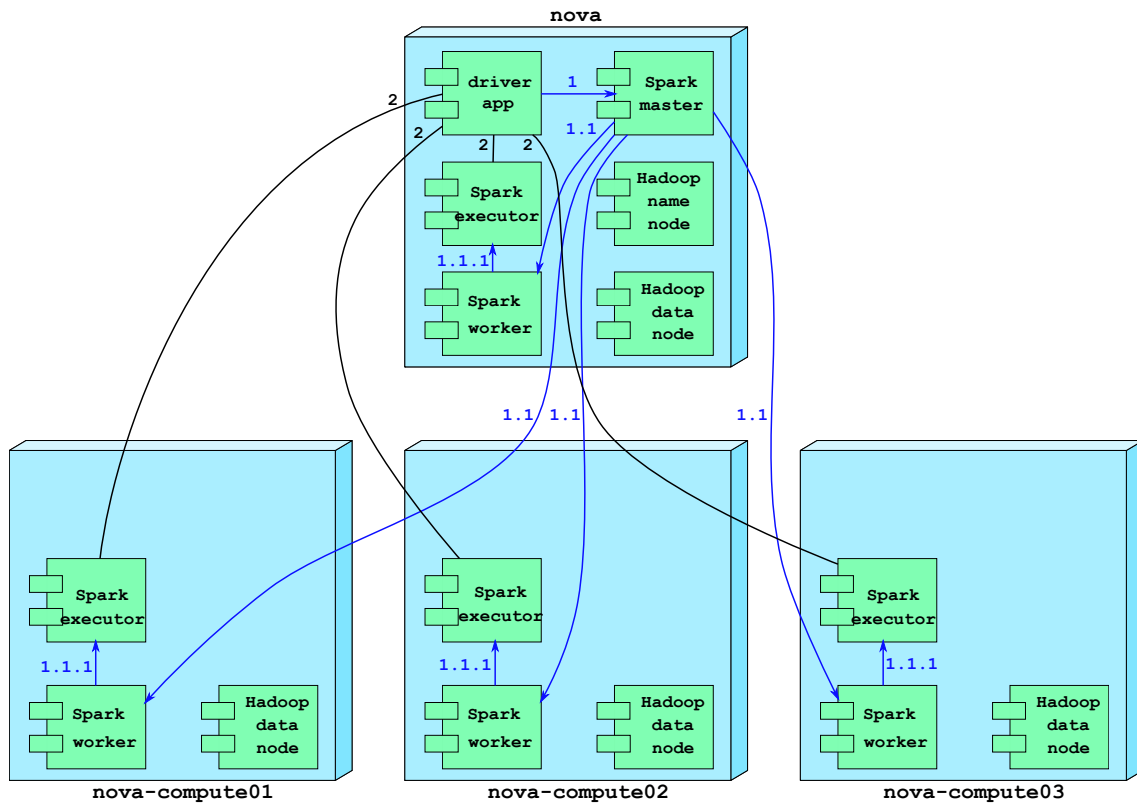 nova
driver
app
1
Spark
master
2
2
2
2
1.1
Spark
executor
Hadoop
name
node
1.1.1
Spark
worker
Hadoop
data
node
1.1
1.1
1.1
Spark
executor
1.1.1
Spark
worker
Hadoop
data
node
nova-compute01
Spark
executor
1.1.1
Spark
worker
Hadoop
data
node
nova-compute02
Spark
executor
1.1.1
Spark
worker
Hadoop
data
node
nova-compute03